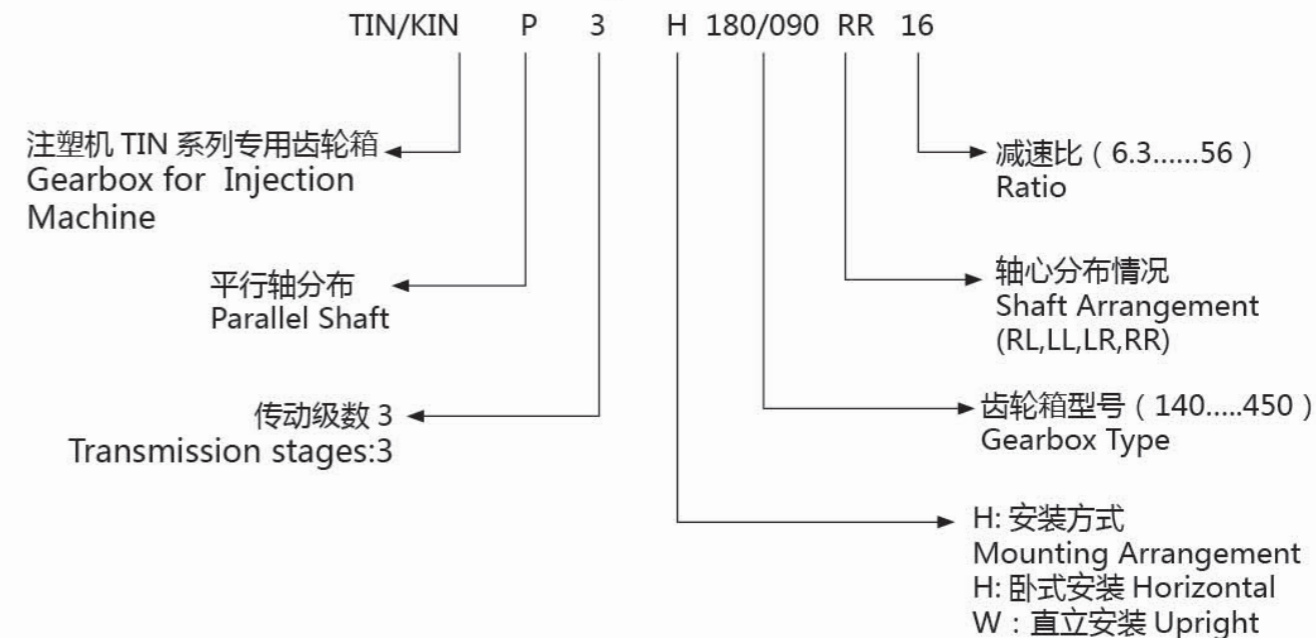 TIN/KIN P 3 H 180/090 RR 16
注塑机 TIN 系列专用齿轮箱
Gearbox for Injection
Machine
平行轴分布
Parallel Shaft
传动级数 3
Transmission stages:3
减速比（6.3......56）
Ratio
轴心分布情况
Shaft Arrangement
(RL,LL,LR,RR)
齿轮箱型号（140.....450）
Gearbox Type
H: 安装方式
Mounting Arrangement
H: 卧式安装 Horizontal
W：直立安装 Upright